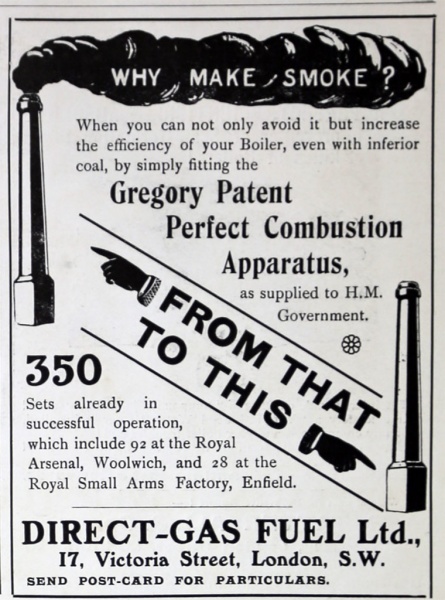 WHY MAKE SMOKE?
When you can not only avoid it but increase
the efficiency of your Boiler, even with inferior
coal, by simply fitting the
Gregory Patent
Perfect Combustion
Apparatus,
as supplied to H.M.
Government.
FROM THAT
TO THIS
350
Sets already in
successful operation,
which include 92 at the Royal
Arsenal, Woolwich, and 28 at the
Royal Small Arms Factory, Enfield.
DIRECT-GAS FUEL Ltd.,
17, Victoria Street, London, S.W.
SEND POST-CARD FOR PARTICULARS.